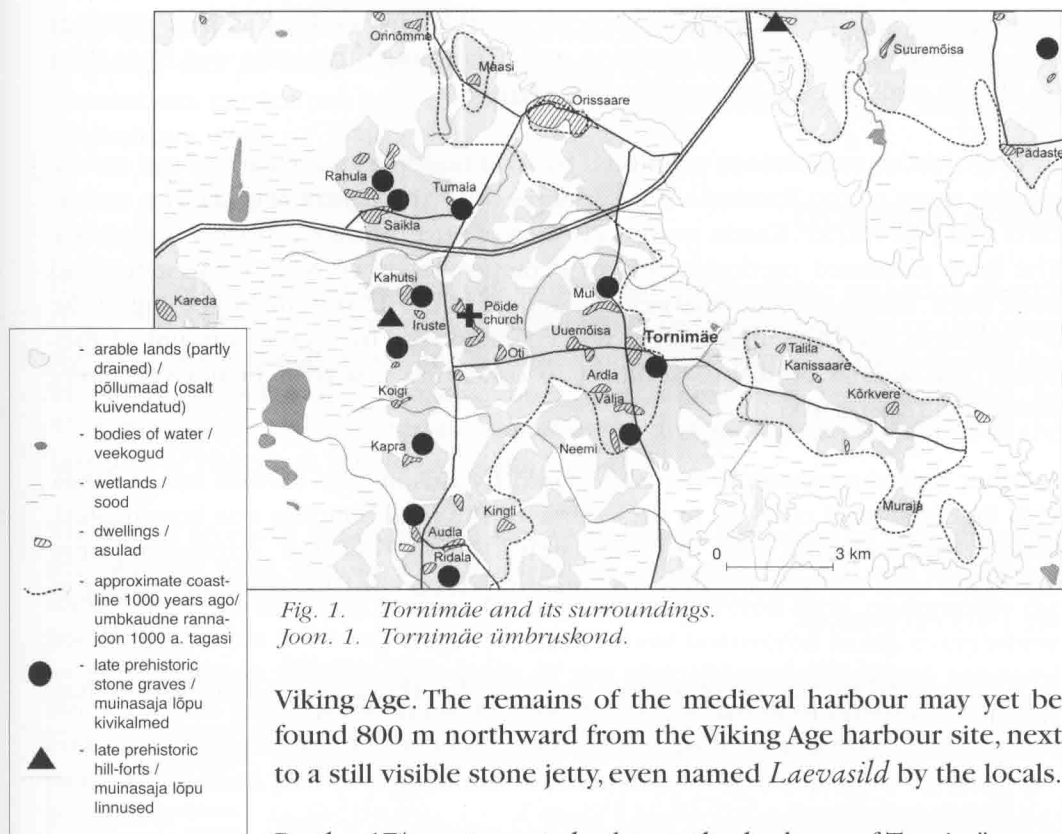 Orinõmme
Maasi
Suuremõisa
Orissaare
Pädaste
Rahula
Tumala
Saikla
Kahutsi
Mui
Kareda
Iruste
Pöide
church
Uuemõisa
Tornimäe
Oti
Talila
Kanissaare
Ardla
Välja
Kõrkvere
Koigi
Neemi
Kapra
Kingli
Muraja
Audla
Ridala
0 3 km
- arable lands (partly
drained) /
põllumaad (osalt
kuivendatud)
- bodies of water /
veekogud
- wetlands /
sood
- dwellings /
asulad
- approximate coast-
line 1000 years ago/
umbkaudne ranna-
joon 1000 a. tagasi
- late prehistoric
stone graves /
muinasaja lõpu
kivikalmed
- late prehistoric
hill-forts /
muinasaja lõpu
linnused
Fig. 1. Tornimäe and its surroundings.
Joon. 1. Tornimäe ümbruskond.
Viking Age. The remains of the medieval harbour may yet be
found 800 m northward from the Viking Age harbour site, next
to a still visible stone jetty, even named Laevasild by the locals.